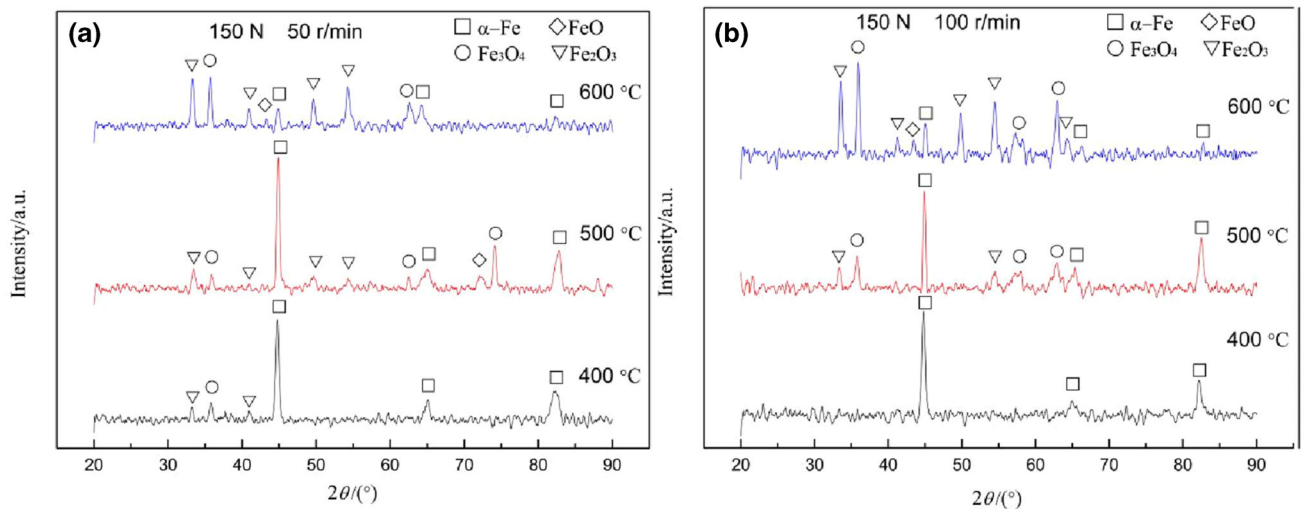 (a)
150 N 50 r/min
□ α–Fe ◇ FeO
○ Fe₃O₄ ▽ Fe₂O₃
600 °C
500 °C
400 °C
Intensity/a.u.
20 30 40 50 60 70 80 90
2θ/(°)
(b)
150 N 100 r/min
□ α–Fe ◇ FeO
○ Fe₃O₄ ▽ Fe₂O₃
600 °C
500 °C
400 °C
Intensity/a.u.
20 30 40 50 60 70 80 90
2θ/(°)